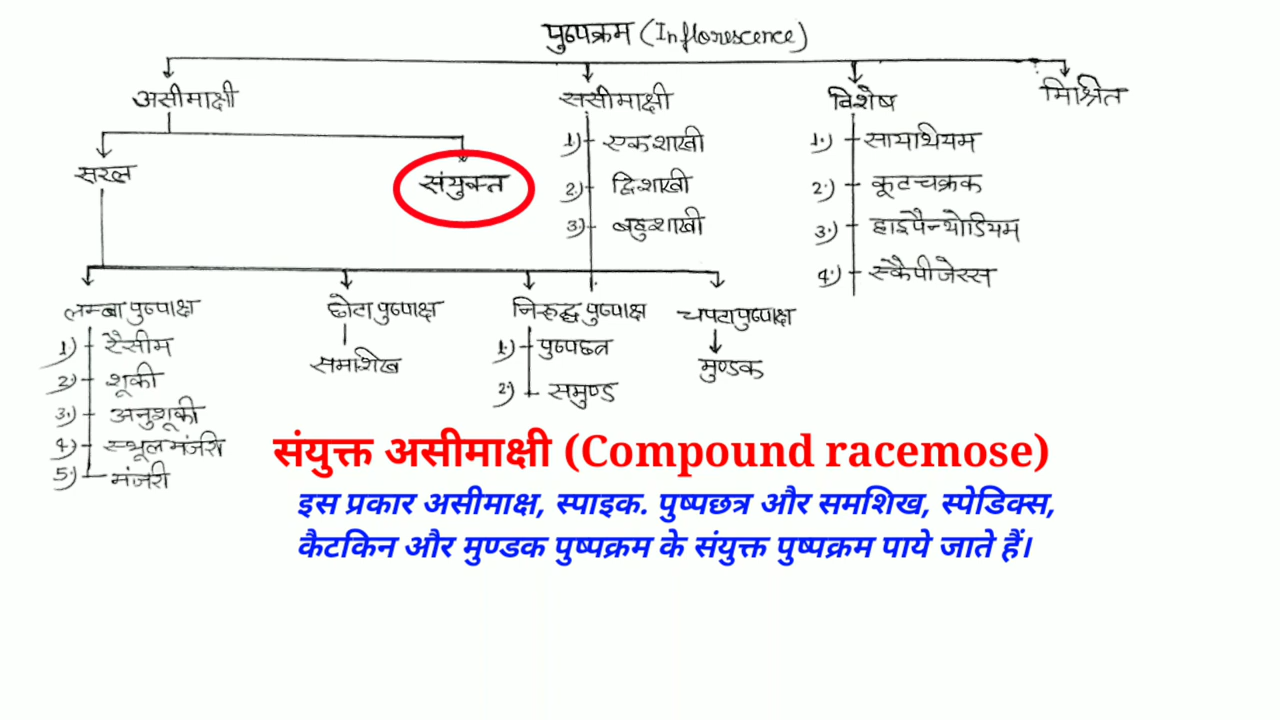 पुष्पक्रम (Inflorescence)
असीमाक्षी ससीमाक्षी विशेष मिश्रित
सरल संयुक्त
1) एकशाखी
2) द्विशाखी
3) बहुशाखी
1.) सायाथियम
2.) कूटचक्रक
3.) हाइपैन्थोडियम
4.) स्कैपीजेरस
लम्बा पुष्पाक्ष छोटा पुष्पाक्ष निरुद्ध पुष्पाक्ष चपटा पुष्पाक्ष
1) रैसीम
2) शूकी
3) अनुशूकी
4) स्थूल मंजरी
5) मंजरी
समशिख
1.) पुष्पछत्र
2) समुण्ड
मुण्डक
संयुक्त असीमाक्षी (Compound racemose)
इस प्रकार असीमाक्ष, स्पाइक. पुष्पछत्र और समशिख, स्पेडिक्स,
कैटकिन और मुण्डक पुष्पक्रम के संयुक्त पुष्पक्रम पाये जाते हैं।